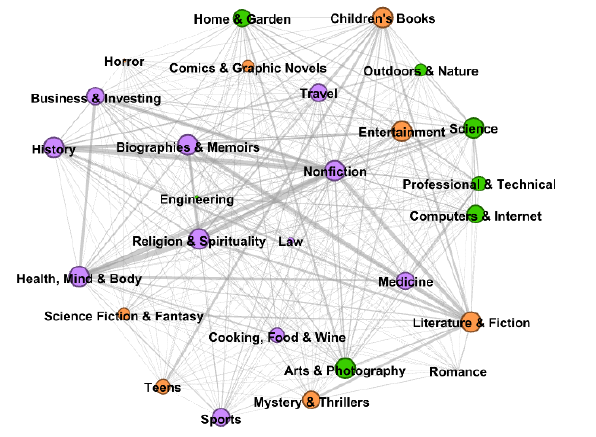 Home & Garden
Children's Books
Horror
Comics & Graphic Novels
Outdoors & Nature
Business & Investing
Travel
Entertainment
Science
History
Biographies & Memoirs
Nonfiction
Professional & Technical
Engineering
Computers & Internet
Religion & Spirituality
Law
Health, Mind & Body
Medicine
Science Fiction & Fantasy
Literature & Fiction
Cooking, Food & Wine
Arts & Photography
Romance
Teens
Mystery & Thrillers
Sports